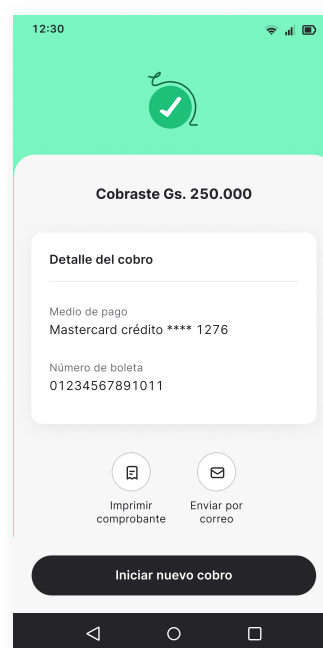 12:30
Cobraste Gs. 250.000
Detalle del cobro
Medio de pago
Mastercard crédito **** 1276
Número de boleta
01234567891011
Imprimir
comprobante
Enviar por
correo
Iniciar nuevo cobro